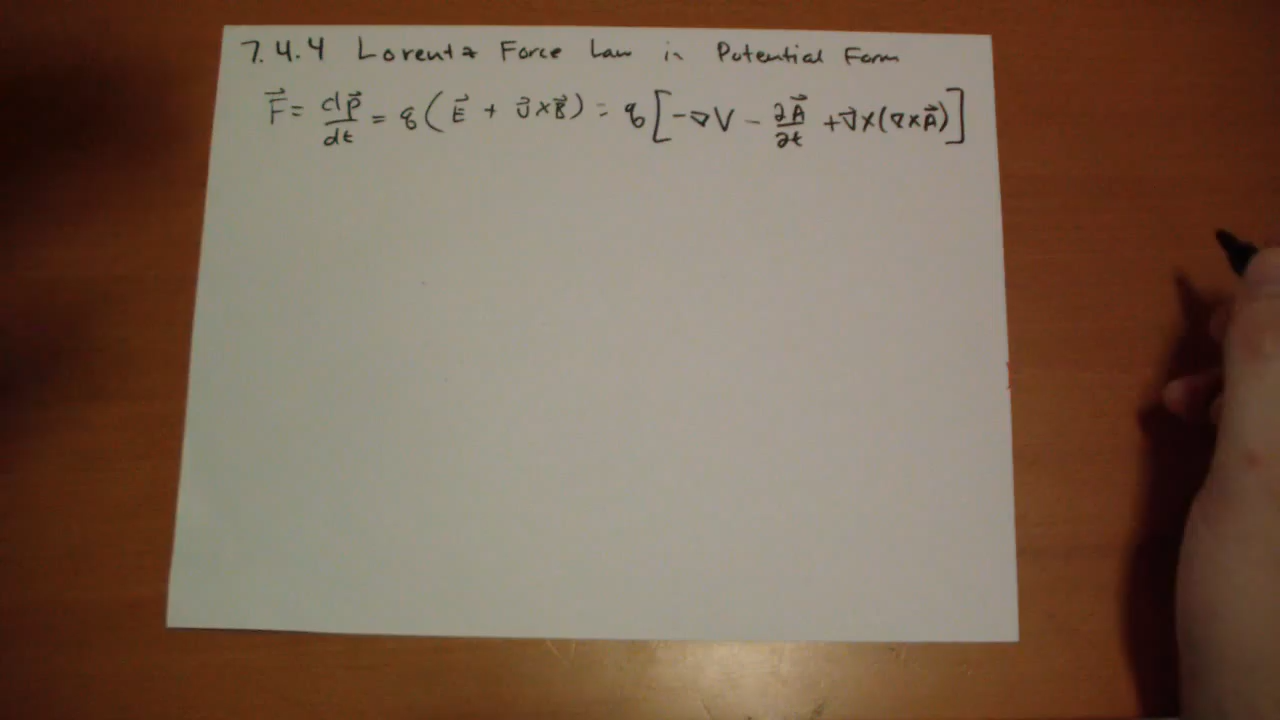 7.4.4 Lorentz Force Law in Potential Form
F⃗ = dp⃗/dt = q(E⃗ + v⃗×B⃗) = q[-∇V - ∂A⃗/∂t + v⃗×(∇×A⃗)]